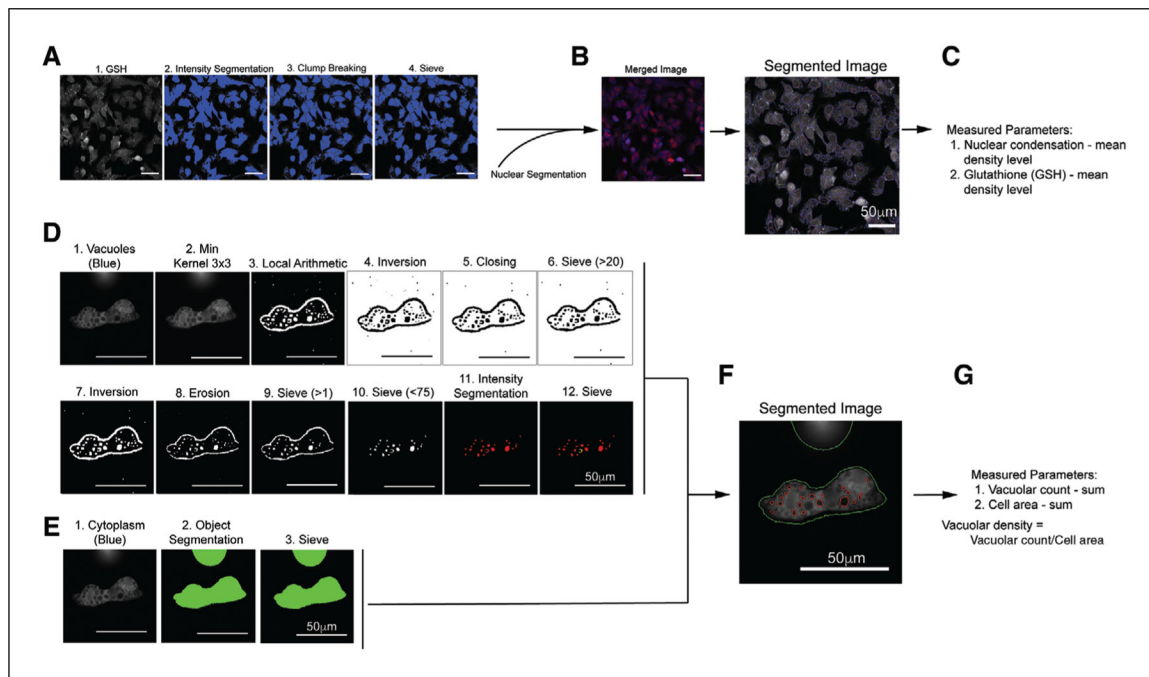 A
1. GSH
2. Intensity Segmentation
3. Clump Breaking
4. Sieve
Nuclear Segmentation
B
Merged Image
Segmented Image
50μm
C
Measured Parameters:
1. Nuclear condensation - mean
density level
2. Glutathione (GSH) - mean
density level
D
1. Vacuoles
(Blue)
2. Min
Kernel 3x3
3. Local Arithmetic
4. Inversion
5. Closing
6. Sieve (>20)
7. Inversion
8. Erosion
9. Sieve (>1)
10. Sieve (<75)
11. Intensity
Segmentation
12. Sieve
50μm
E
1. Cytoplasm
(Blue)
2. Object
Segmentation
3. Sieve
50μm
F
Segmented Image
50μm
G
Measured Parameters:
1. Vacuolar count - sum
2. Cell area - sum
Vacuolar density =
Vacuolar count/Cell area